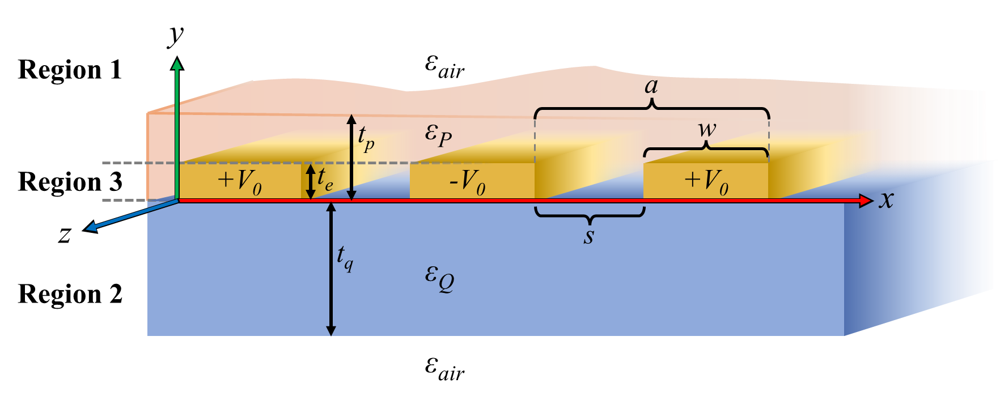 y
Region 1
ε_air
a
w
t_p
ε_P
Region 3
+V_0
t_e
-V_0
+V_0
x
z
s
t_q
ε_Q
Region 2
ε_air